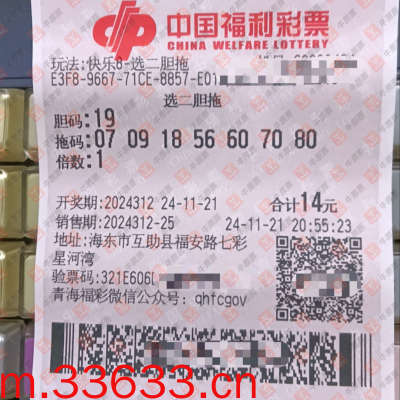 中国福利彩票
CHINA WELFARE LOTTERY
玩法:快乐8-选二胆拖
E3F8-9667-71CE-8857-E01
选二胆拖
胆码:19
拖码:07 09 18 56 60 70 80
倍数:1
开奖期:2024312 24-11-21 合计14元
销售期:2024312-25 24-11-21 20:55:23
地址:海东市互助县福安路七彩
星河湾
验票码:321E606
青海福彩微信公众号: qhfcgov
m.33633.cn